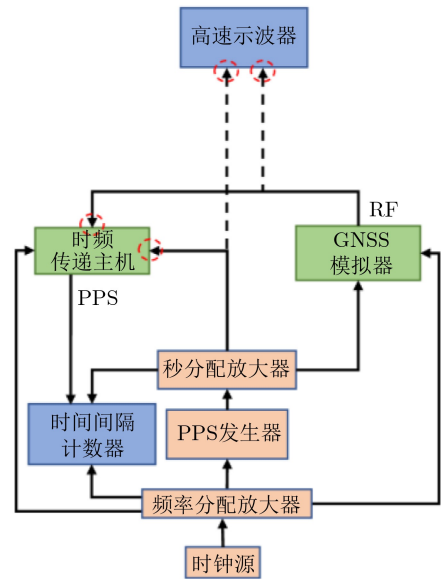 高速示波器
RF
时频
传递主机
GNSS
模拟器
PPS
秒分配放大器
时间间隔
计数器
PPS发生器
频率分配放大器
时钟源